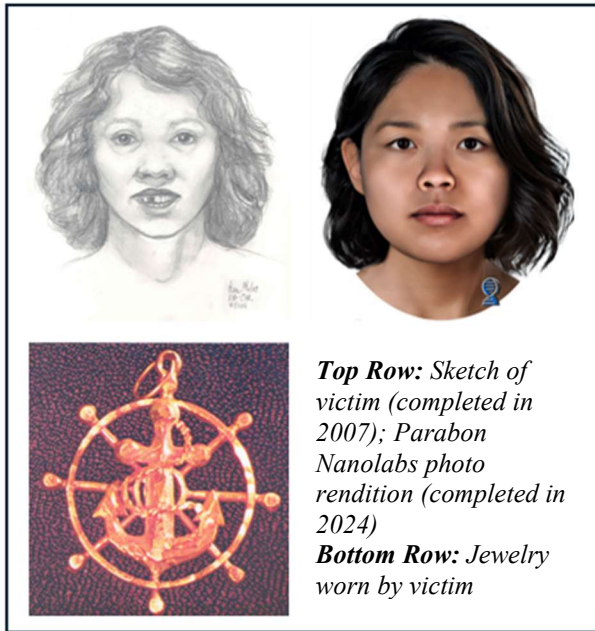 Top Row: Sketch of
victim (completed in
2007); Parabon
Nanolabs photo
rendition (completed in
2024)
Bottom Row: Jewelry
worn by victim